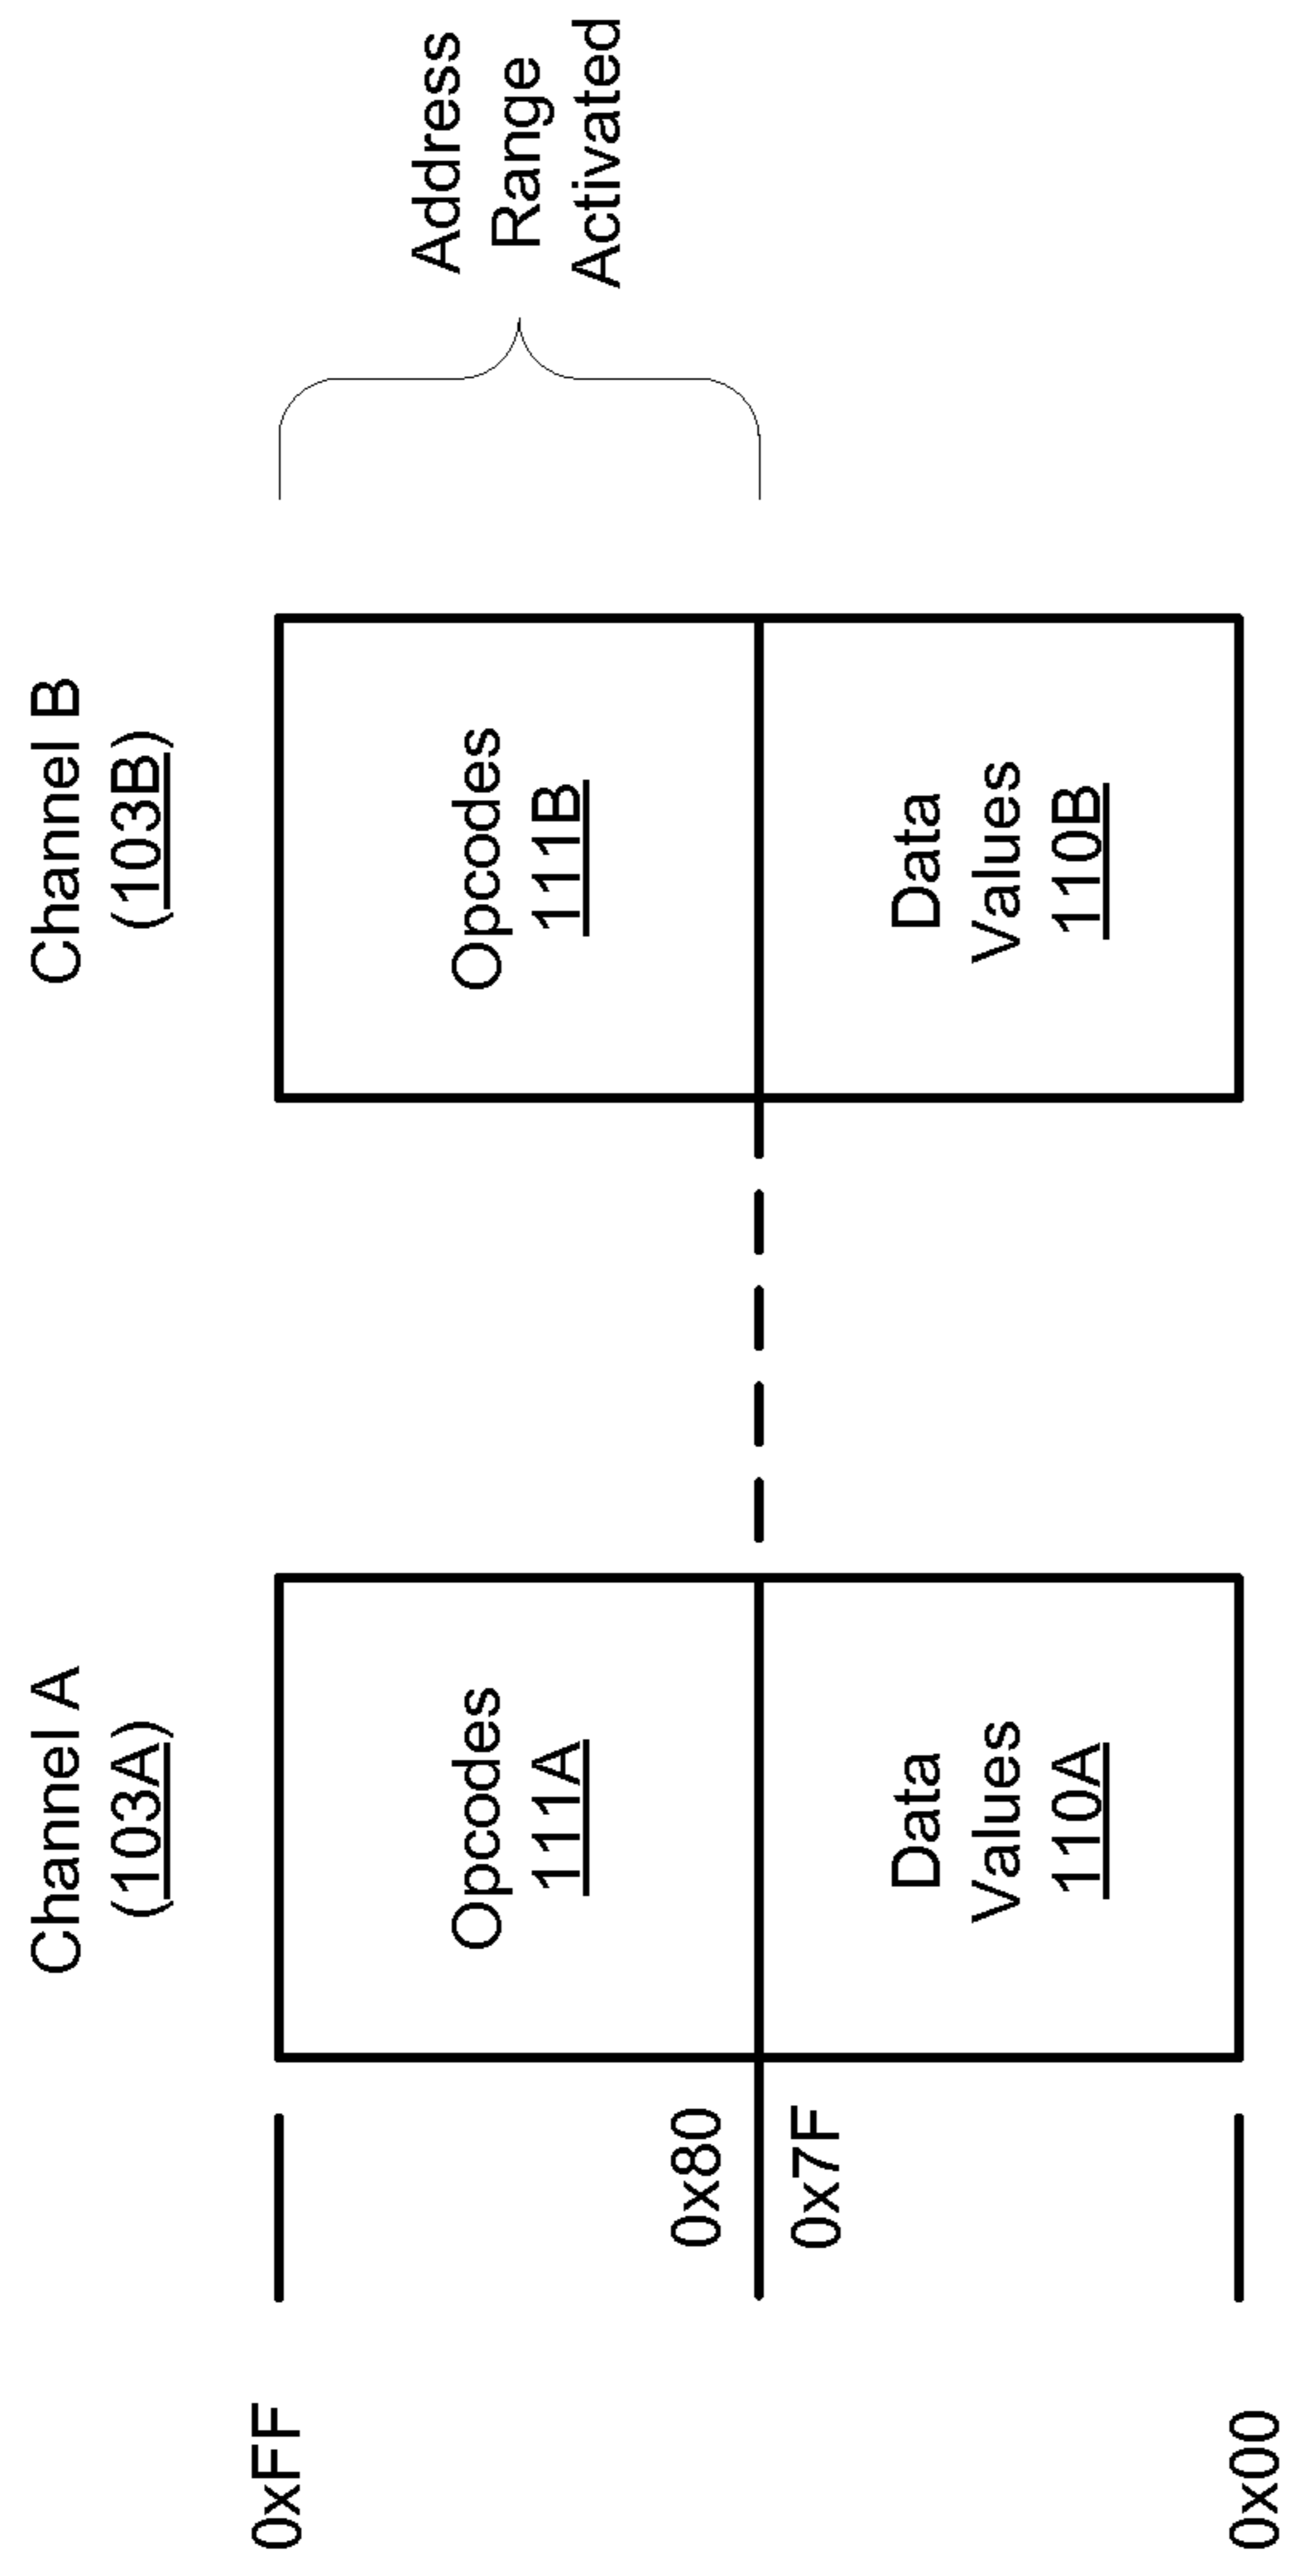 Channel A
(103A)
Channel B
(103B)
0xFF
Opcodes
111A
Opcodes
111B
Address
Range
Activated
0x80
0x7F
Data
Values
110A
Data
Values
110B
0x00